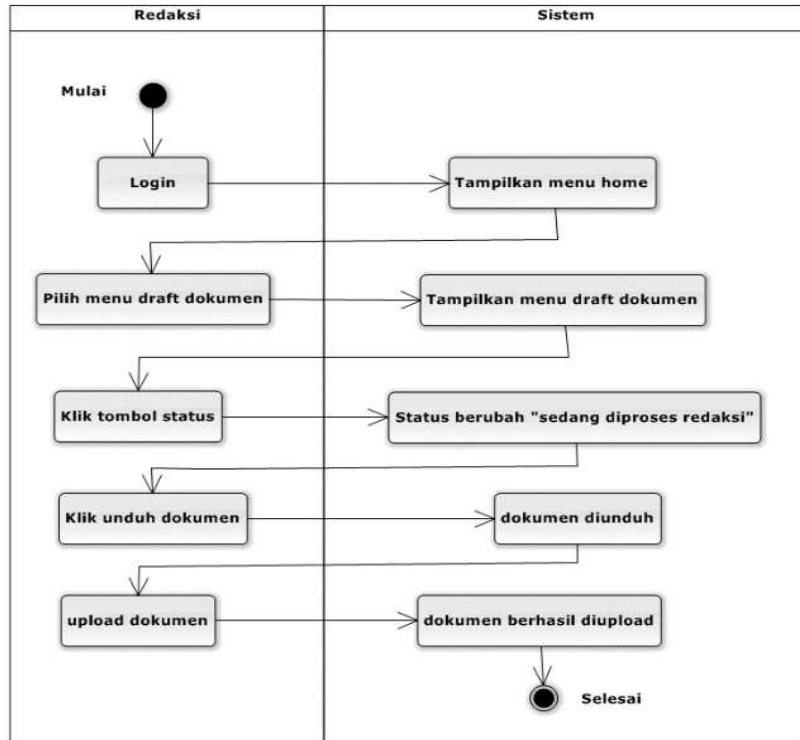 Redaksi
Sistem
Mulai
Login
Tampilkan menu home
Pilih menu draft dokumen
Tampilkan menu draft dokumen
Klik tombol status
Status berubah "sedang diproses redaksi"
Klik unduh dokumen
dokumen diunduh
upload dokumen
dokumen berhasil diupload
Selesai